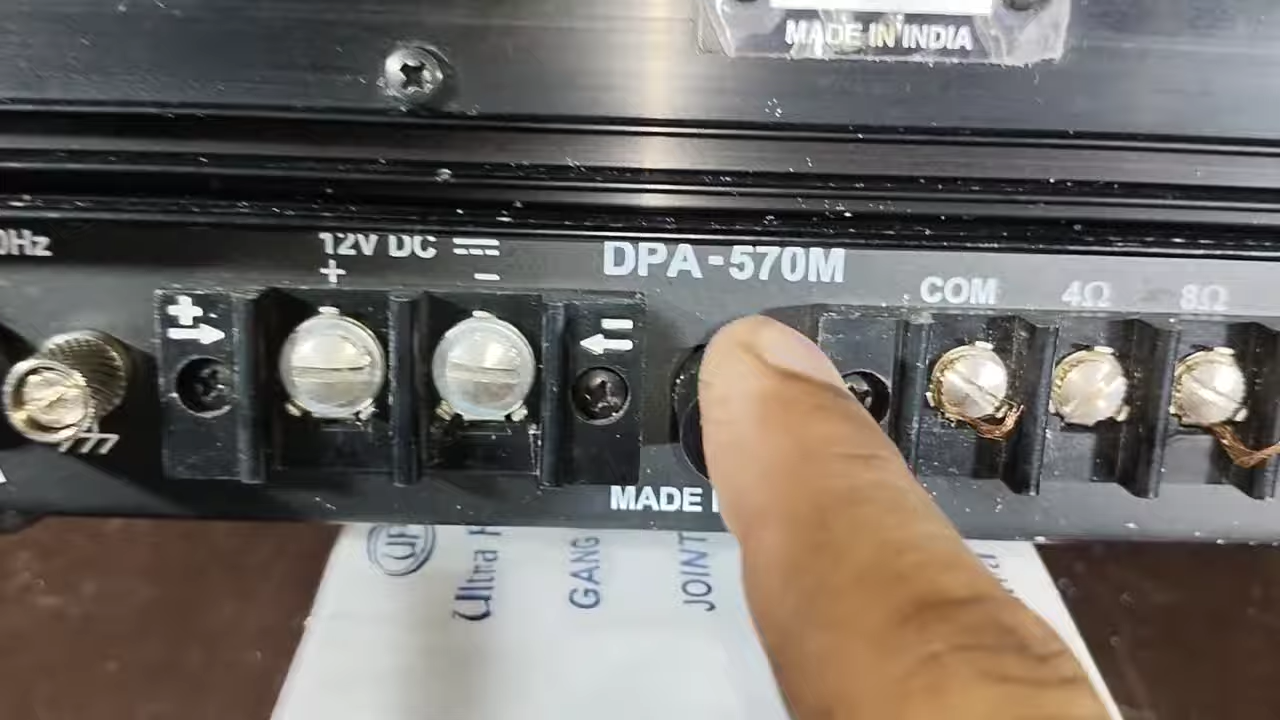 MADE IN INDIA
0Hz
12V DC
+
−
DPA-570M
COM 4Ω 8Ω
MADE
Ultra
GANG
JOINT